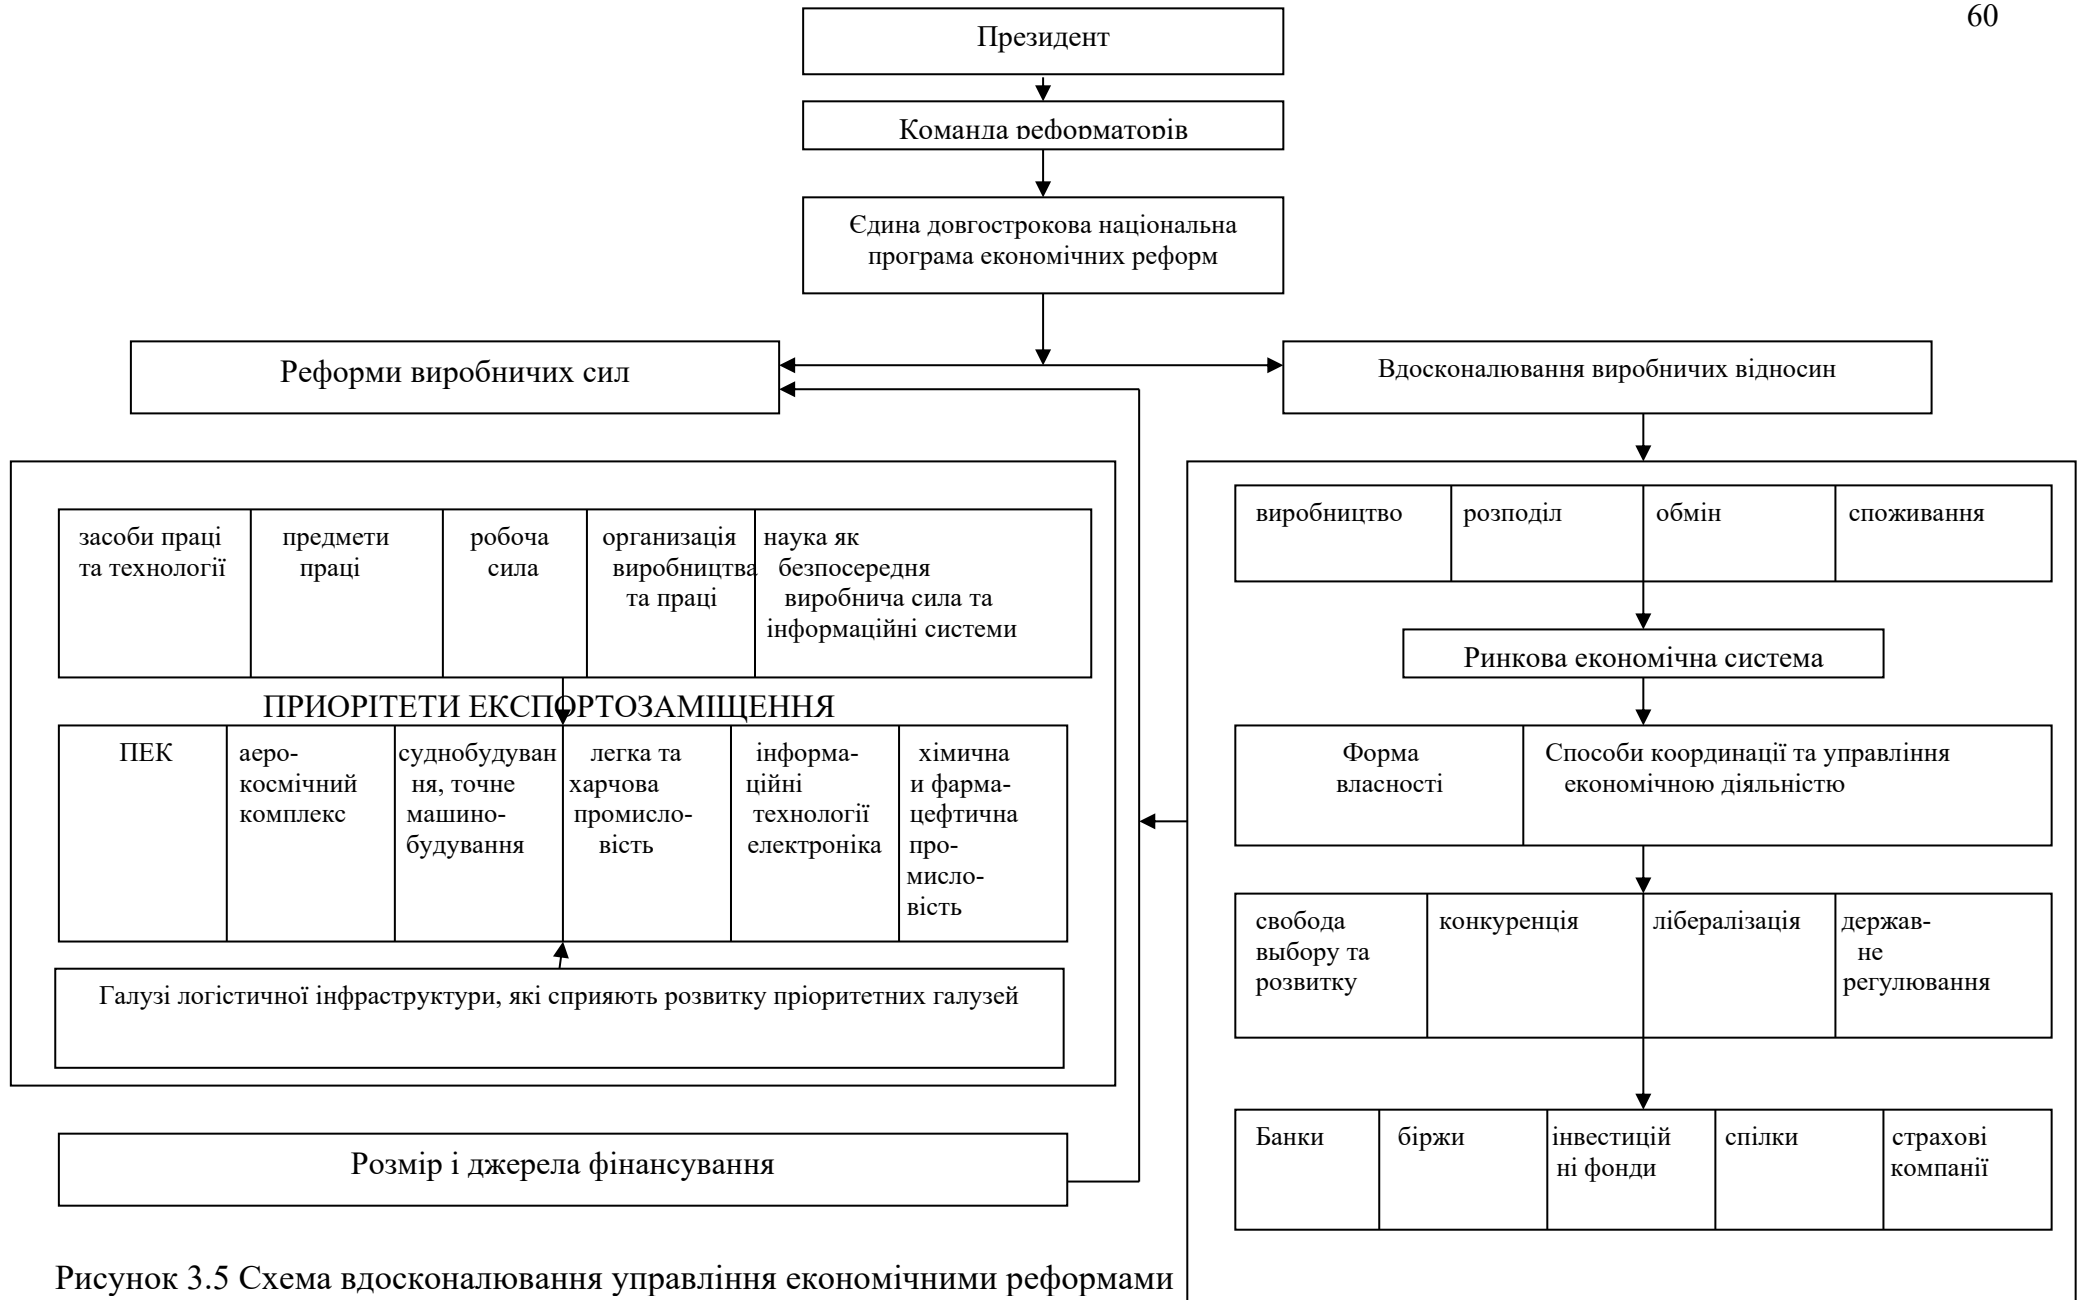 60
Президент
Команда реформаторів
Єдина довгострокова національна
програма економічних реформ
Реформи виробничих сил
Вдосконалювання виробничих відносин
засоби праці
та технології
предмети
праці
робоча
сила
организація
виробництва
та праці
наука як
безпосередня
виробнича сила та
інформаційні системи
ПРИОРІТЕТИ ЕКСПОРТОЗАМІЩЕННЯ
ПЕК
аеро-
космічний
комплекс
суднобудуван
ня, точне
машино-
будування
легка та
харчова
промисло-
вість
інформа-
ційні
технології
електроніка
хімична
и фарма-
цефтична
про-
мисло-
вість
Галузі логістичної інфраструктури, які сприяють розвитку пріоритетних галузей
Розмір і джерела фінансування
виробництво
розподіл
обмін
споживання
Ринкова економічна система
Форма
власності
Способи координації та управління
економічною діяльністю
свобода
выбору та
розвитку
конкуренція
лібералізація
держав-
не
регулювання
Банки
біржи
інвестицій
ні фонди
спілки
страхові
компанії
Рисунок 3.5 Схема вдосконалювання управління економічними реформами